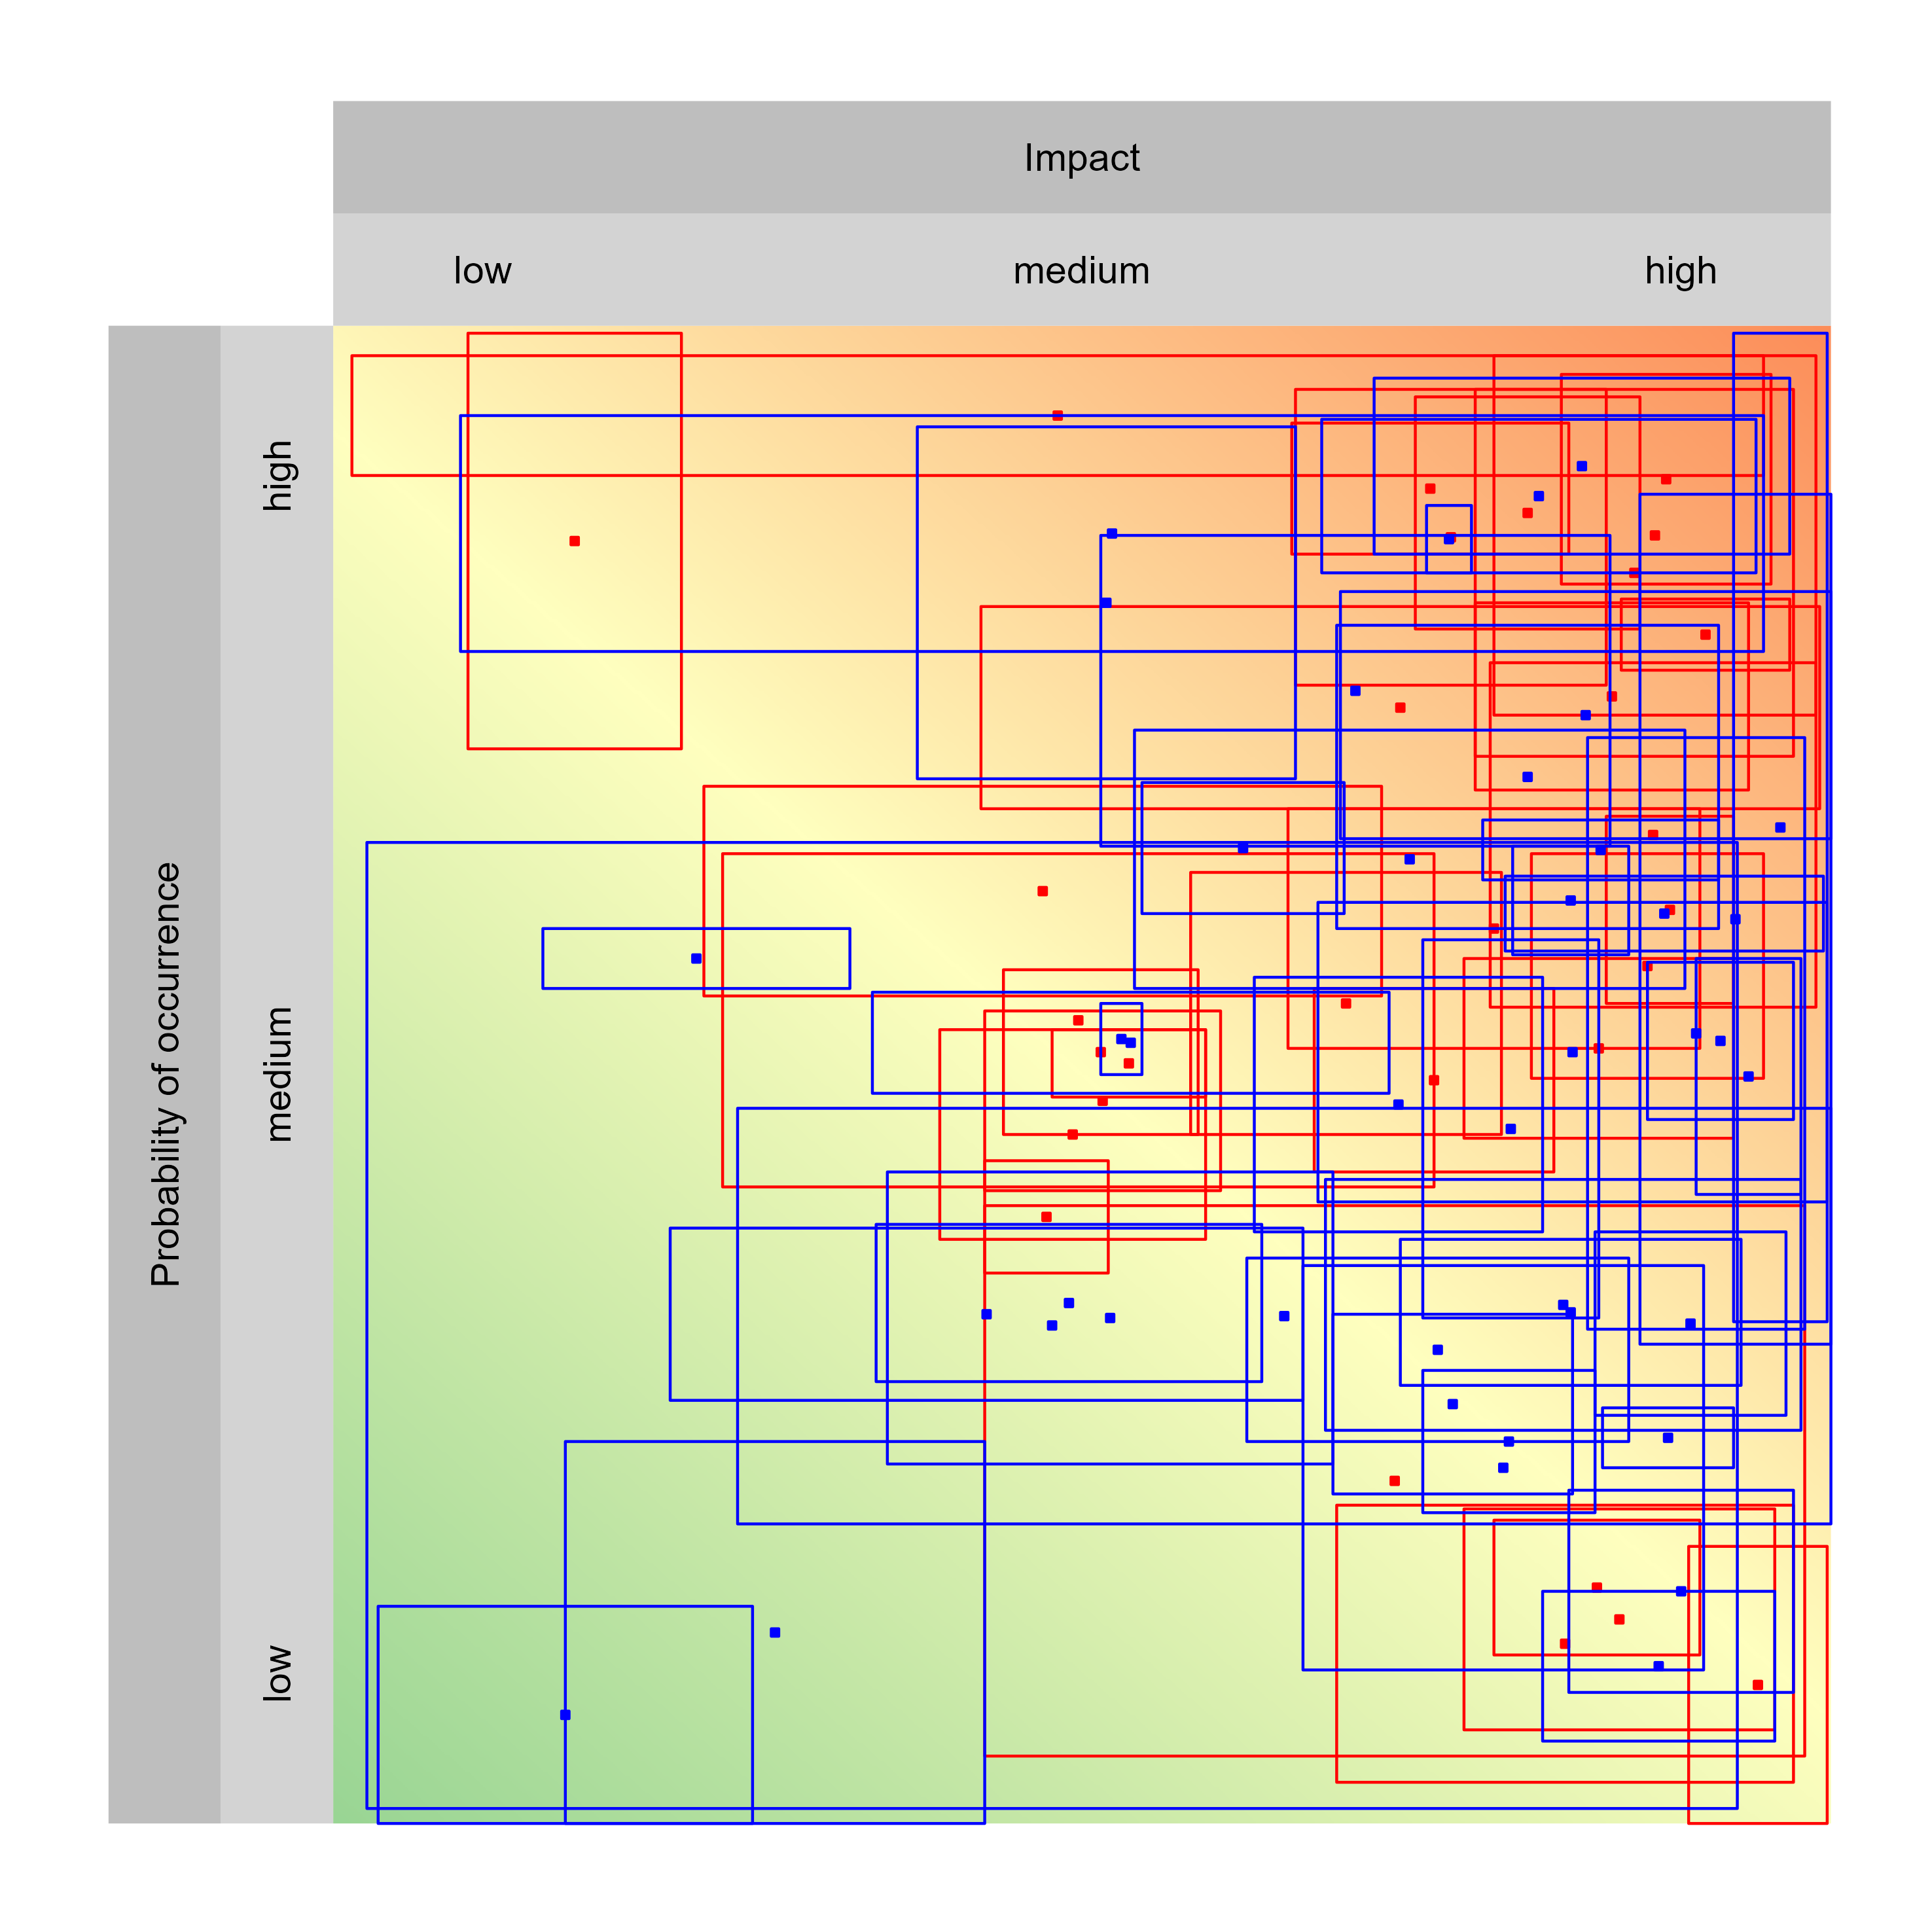 Impact
low
medium
high
Probability of occurrence
high
medium
low